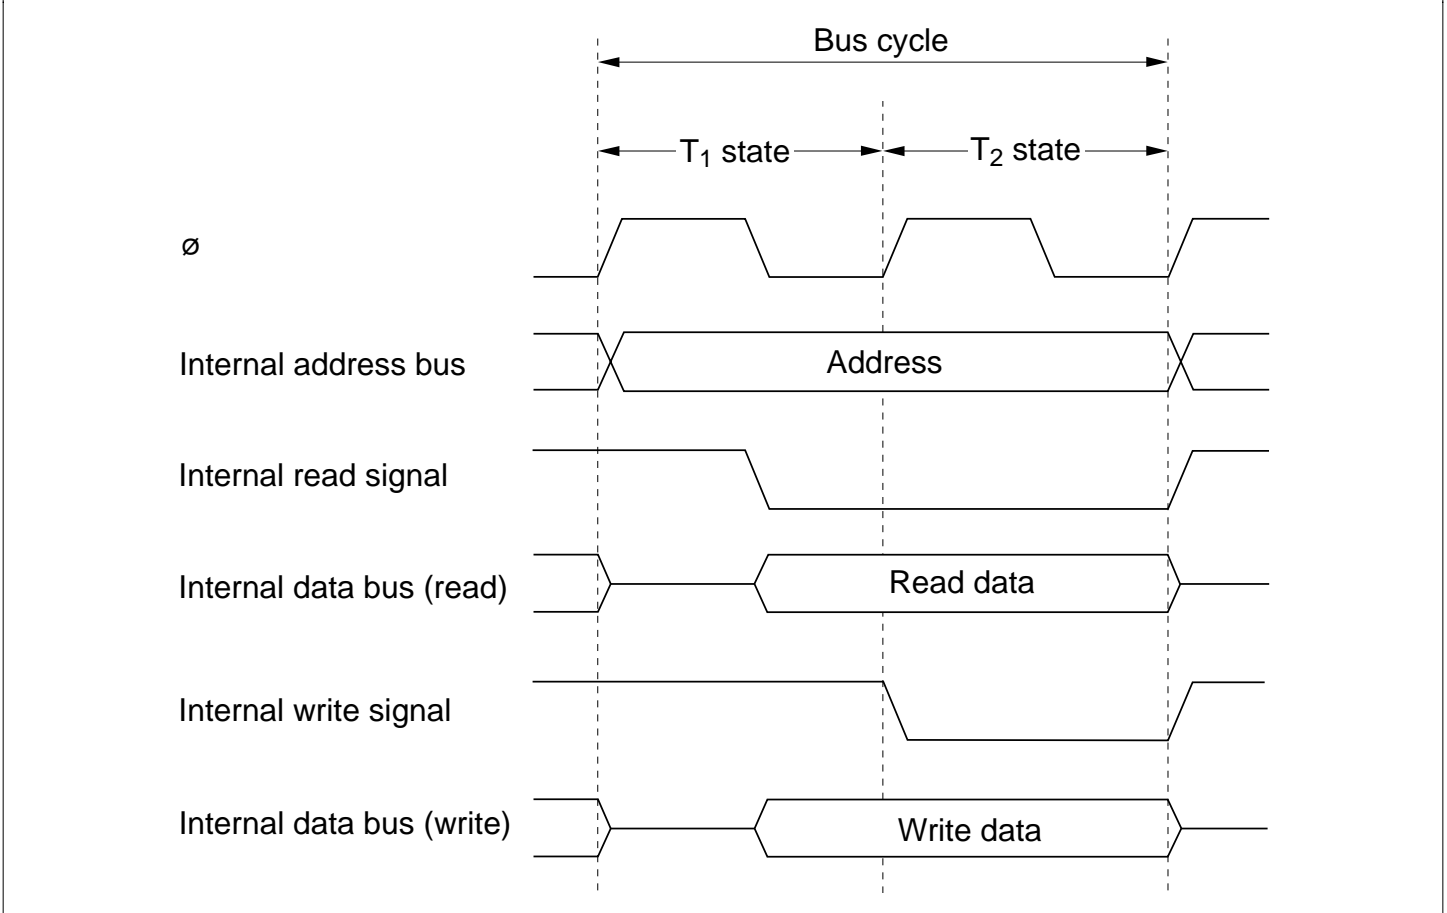 Bus cycle
T1 state
T2 state
ø
Internal address bus
Address
Internal read signal
Internal data bus (read)
Read data
Internal write signal
Internal data bus (write)
Write data